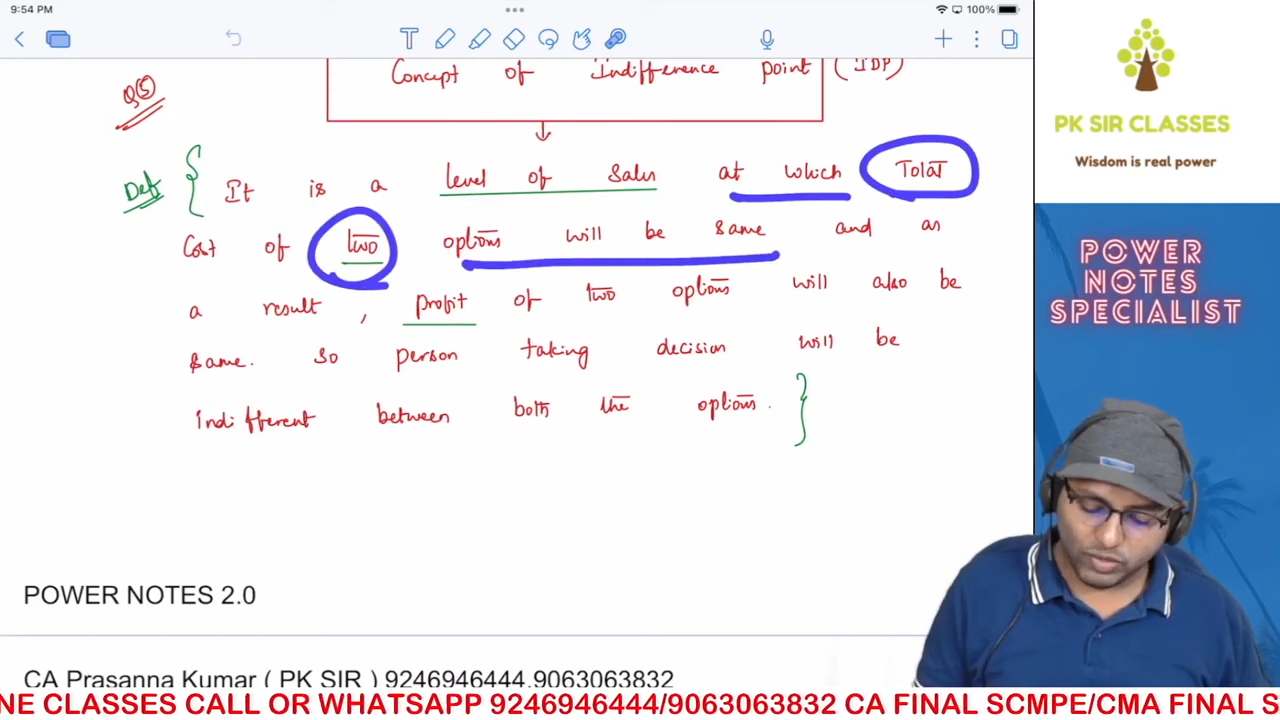 9:54 PM
100%
Q5
Concept of Indifference point (IDP)
Def
It is a level of Sales at which Total
Cost of two options will be same and as
a result, profit of two options will also be
same. So person taking decision will be
Indifferent between both the options.
POWER NOTES 2.0
CA Prasanna Kumar ( PK SIR ) 9246946444,9063063832
PK SIR CLASSES
Wisdom is real power
POWER
NOTES
SPECIALIST
NE CLASSES CALL OR WHATSAPP 9246946444/9063063832 CA FINAL SCMPE/CMA FINAL S